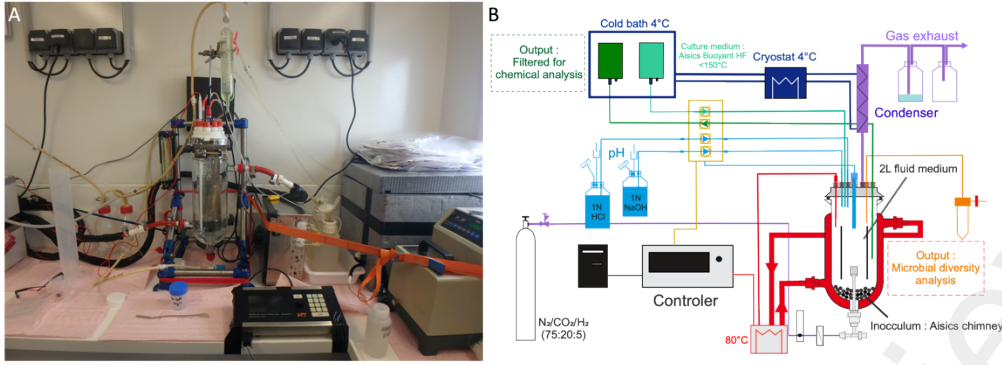 A
B
Cold bath 4°C
Output :
Filtered for
chemical analysis
Culture medium :
Aisics Buoyant HF
<150°C
Cryostat 4°C
Gas exhaust
Condenser
pH
1N
HCl
1N
NaOH
2L fluid medium
Output :
Microbial diversity
analysis
Controler
N₂/CO₂/H₂
(75:20:5)
80°C
Inocculum : Aisics chimney